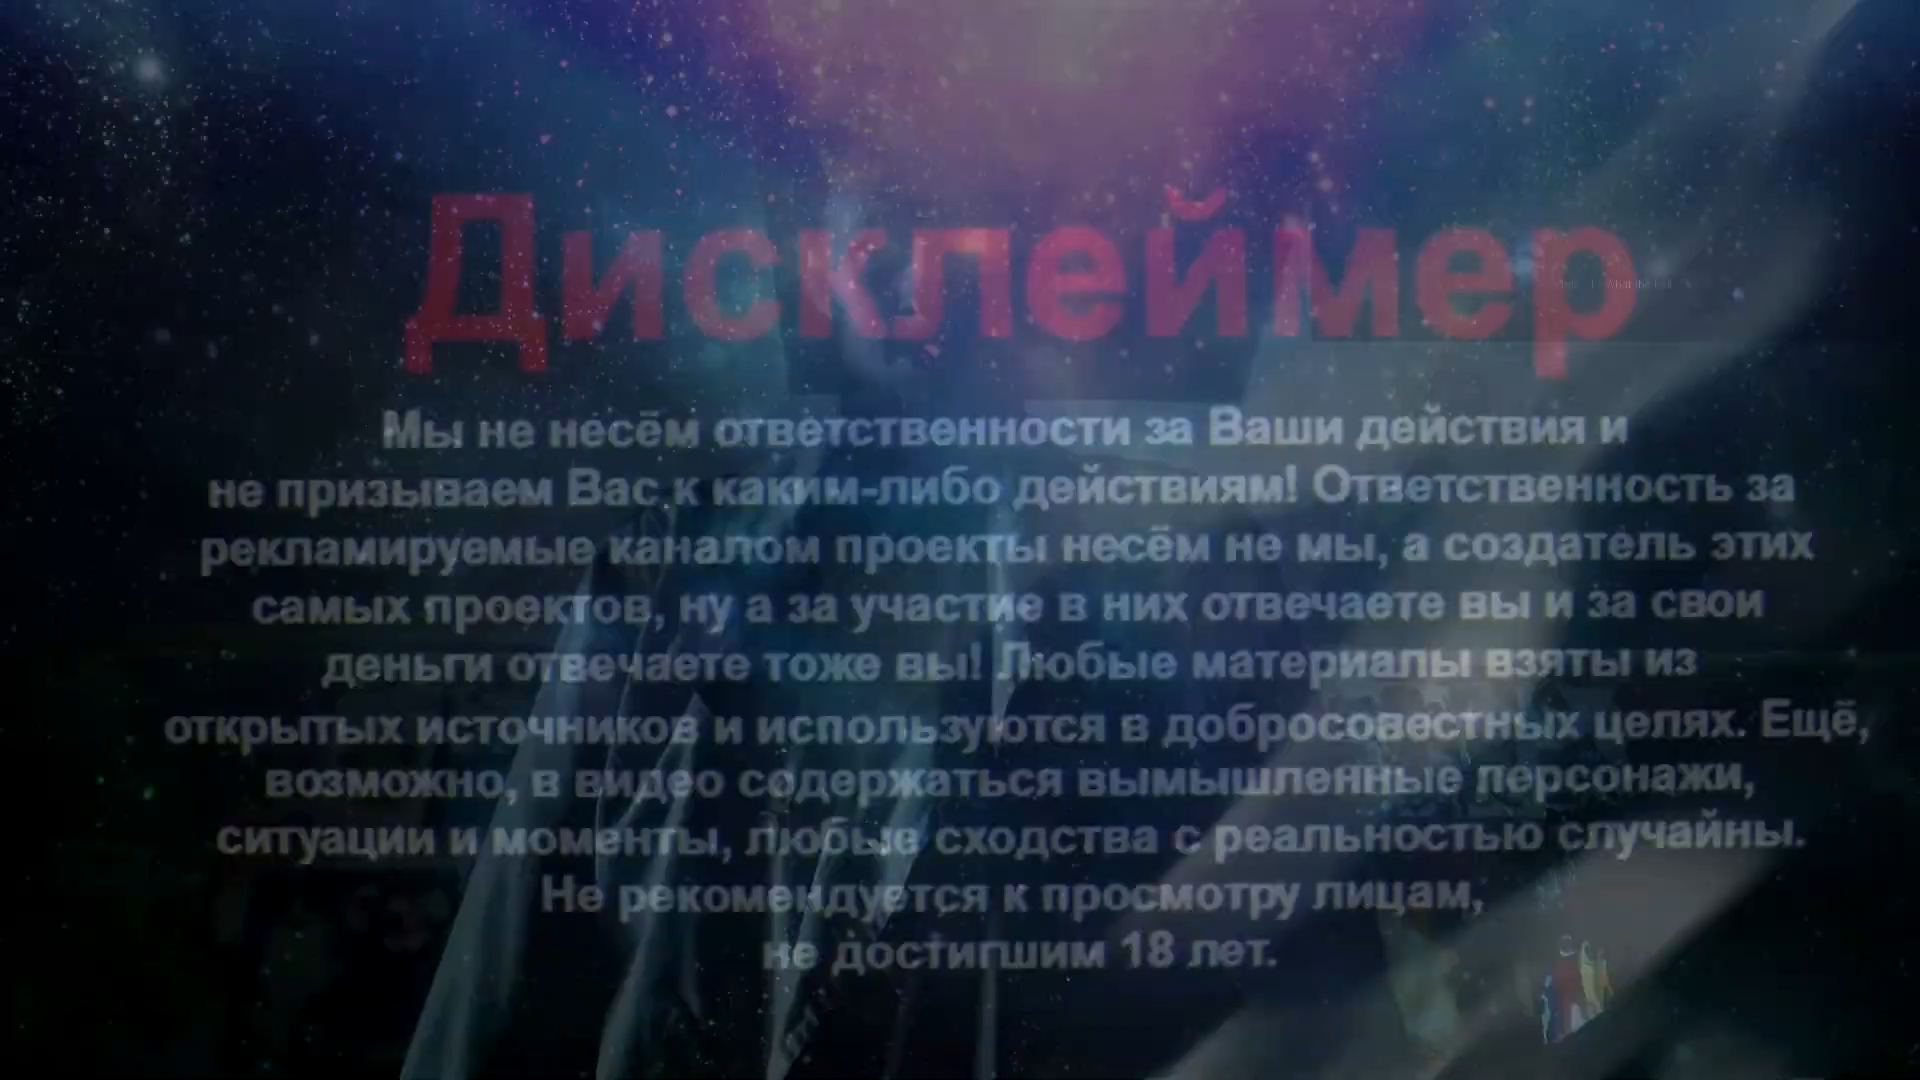 Дисклеймер
Мы не несём ответственности за Ваши действия и
не призываем Вас к каким-либо действиям! Ответственность за
рекламируемые каналом проекты несём не мы, а создатель этих
самых проектов, ну а за участие в них отвечаете вы и за свои
деньги отвечаете тоже вы! Любые материалы взяты из
открытых источников и используются в добросовестных целях. Ещё,
возможно, в видео содержаться вымышленные персонажи,
ситуации и моменты, любые сходства с реальностью случайны.
Не рекомендуется к просмотру лицам,
не достигшим 18 лет.